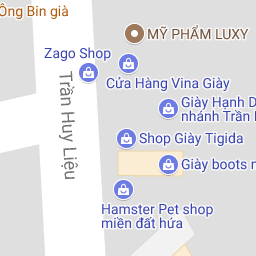 Ông Bin già
MỸ PHẨM LUXY
Zago Shop
Cửa Hàng Vina Giày
Giày Hạnh D
nhánh Trần
Trần Huy Liệu
Shop Giày Tigida
Giày boots
Hamster Pet shop
miền đất hứa